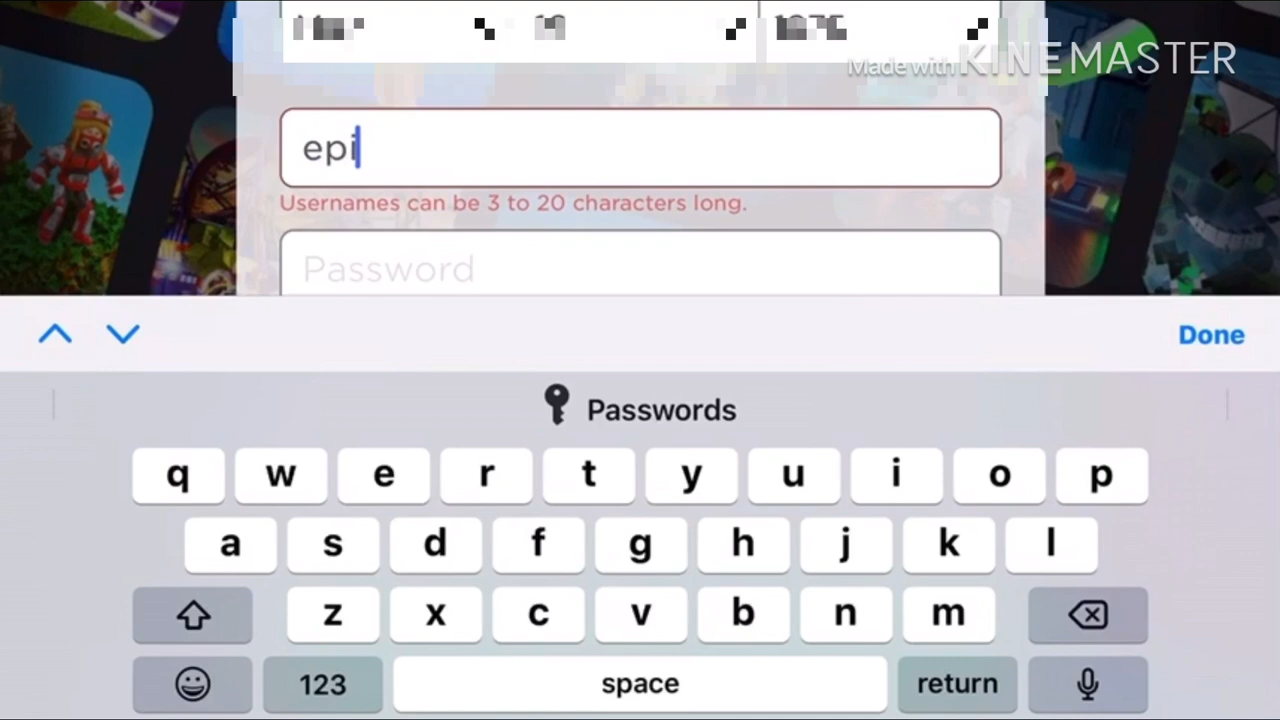 Made with KINEMASTER
epi
Usernames can be 3 to 20 characters long.
Password
Done
Passwords
q w e r t y u i o p
a s d f g h j k l
z x c v b n m
123 space return